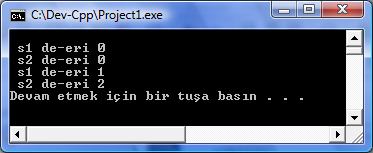 C:\Dev-Cpp\Project1.exe
s1 de-eri 0
s2 de-eri 0
s1 de-eri 1
s2 de-eri 2
Devam etmek için bir tuşa basın . . .